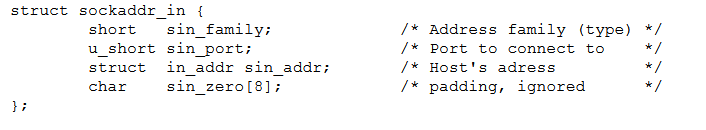 struct sockaddr_in {
        short   sin_family;             /* Address family (type) */
        u_short sin_port;               /* Port to connect to    */
        struct  in_addr sin_addr;       /* Host's adress         */
        char    sin_zero[8];            /* padding, ignored      */
};